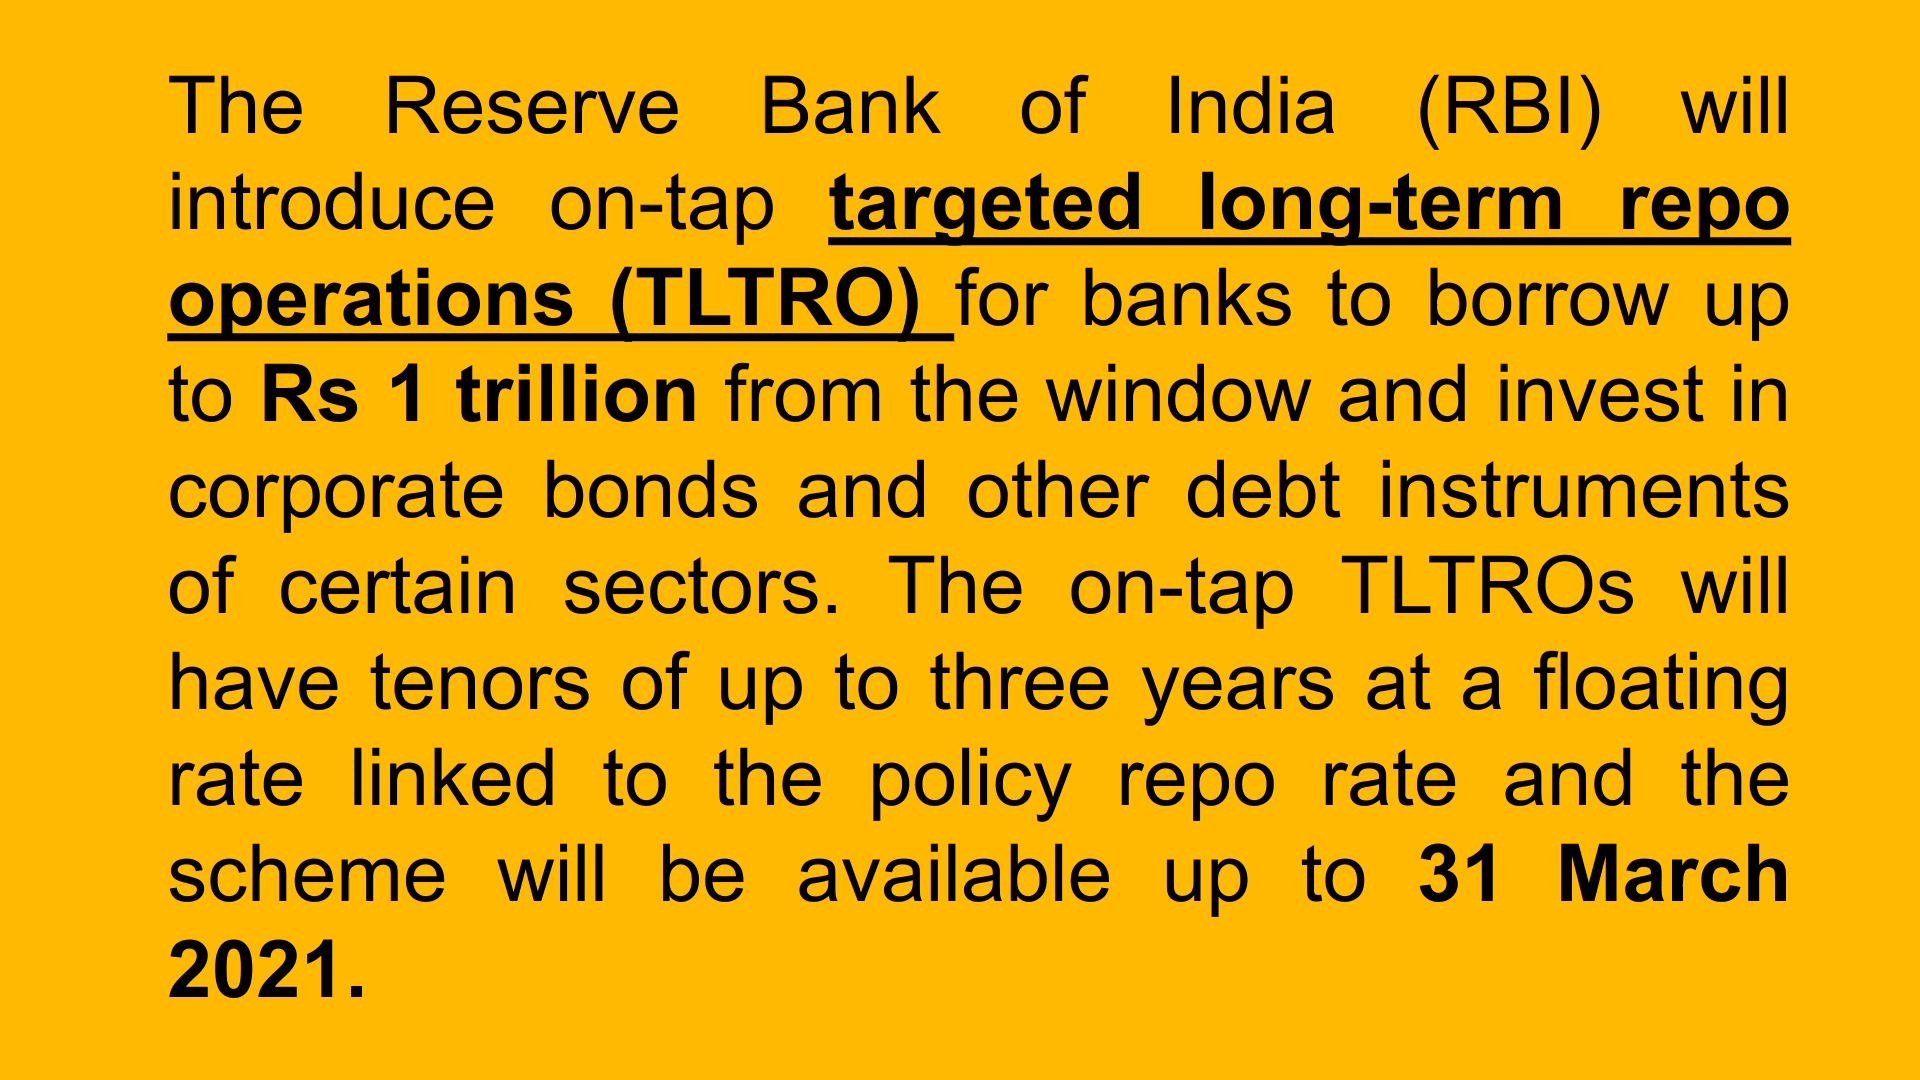 The Reserve Bank of India (RBI) will
introduce on-tap targeted long-term repo
operations (TLTRO) for banks to borrow up
to Rs 1 trillion from the window and invest in
corporate bonds and other debt instruments
of certain sectors. The on-tap TLTROs will
have tenors of up to three years at a floating
rate linked to the policy repo rate and the
scheme will be available up to 31 March
2021.